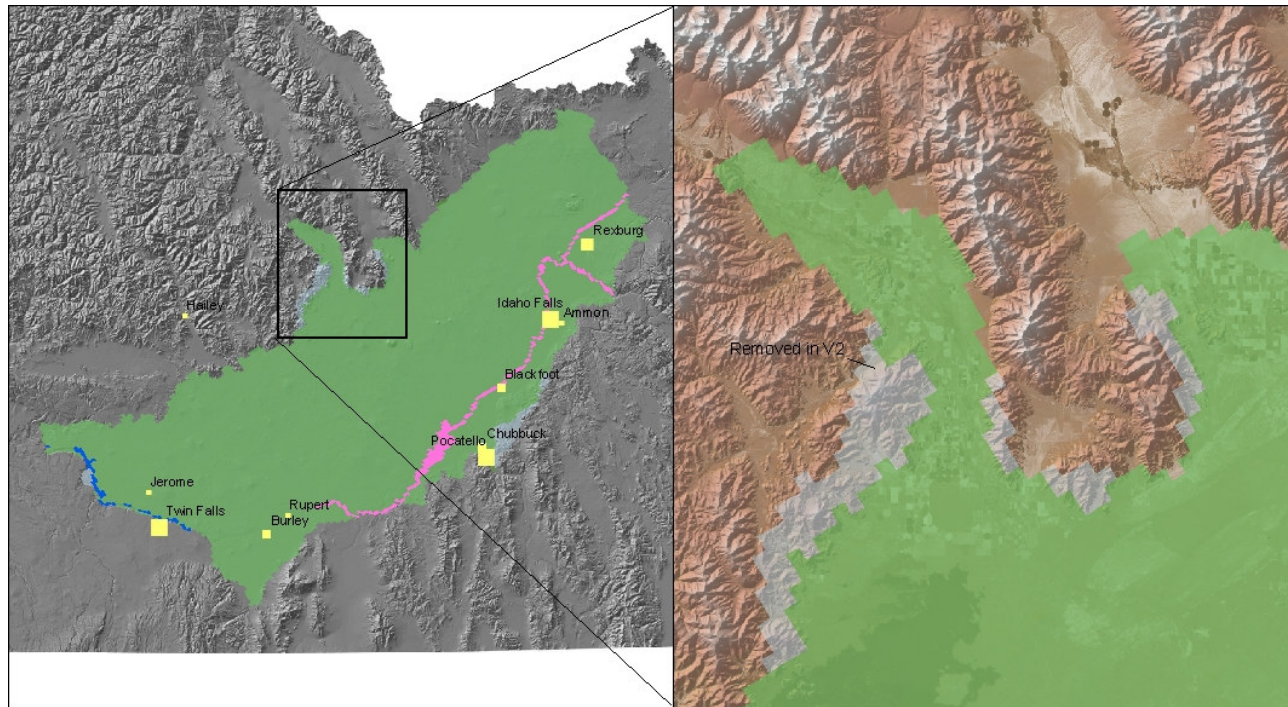 Rexburg
Hailey
Idaho Falls
Ammon
Blackfoot
Chubbuck
Pocatello
Jerome
Rupert
Twin Falls
Burley
Removed in V2